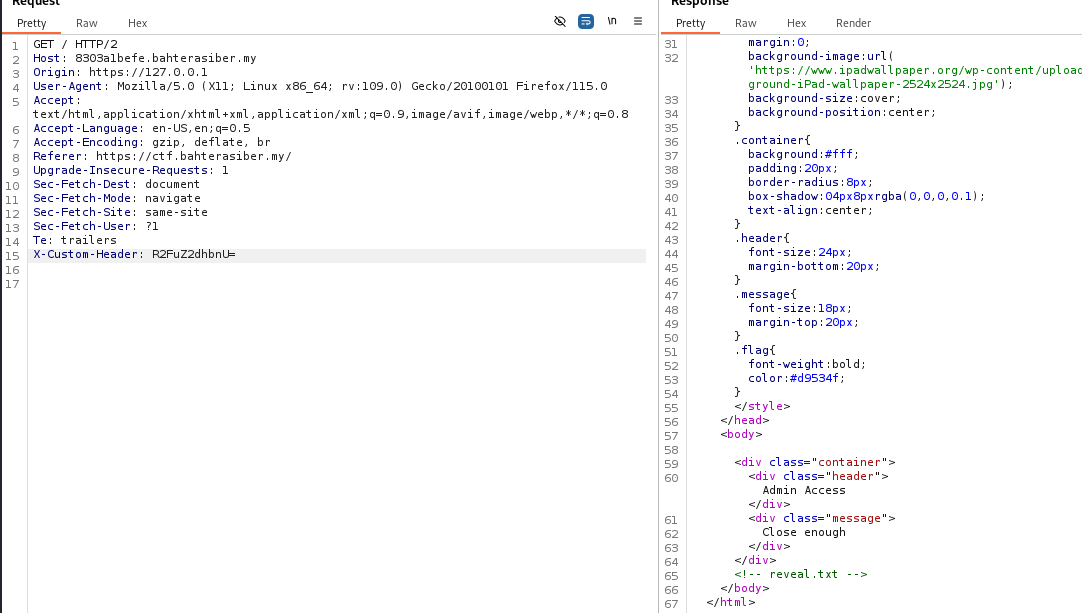 Request
Pretty Raw Hex
\n
1 GET / HTTP/2
2 Host: 8303a1befe.bahterasiber.my
3 Origin: https://127.0.0.1
4 User-Agent: Mozilla/5.0 (X11; Linux x86_64; rv:109.0) Gecko/20100101 Firefox/115.0
5 Accept:
text/html,application/xhtml+xml,application/xml;q=0.9,image/avif,image/webp,*/*;q=0.8
6 Accept-Language: en-US,en;q=0.5
7 Accept-Encoding: gzip, deflate, br
8 Referer: https://ctf.bahterasiber.my/
9 Upgrade-Insecure-Requests: 1
10 Sec-Fetch-Dest: document
11 Sec-Fetch-Mode: navigate
12 Sec-Fetch-Site: same-site
13 Sec-Fetch-User: ?1
14 Te: trailers
15 X-Custom-Header: R2FuZ2dhbnU=
16
17
Response
Pretty Raw Hex Render
31 margin:0;
32 background-image:url(
'https://www.ipadwallpaper.org/wp-content/upload
ground-iPad-wallpaper-2524x2524.jpg');
33 background-size:cover;
34 background-position:center;
35 }
36 .container{
37 background:#fff;
38 padding:20px;
39 border-radius:8px;
40 box-shadow:04px8pxrgba(0,0,0,0.1);
41 text-align:center;
42 }
43 .header{
44 font-size:24px;
45 margin-bottom:20px;
46 }
47 .message{
48 font-size:18px;
49 margin-top:20px;
50 }
51 .flag{
52 font-weight:bold;
53 color:#d9534f;
54 }
55 </style>
56 </head>
57 <body>
58
59 <div class="container">
60 <div class="header">
Admin Access
</div>
61 <div class="message">
62 Close enough
63 </div>
64 </div>
65 <!-- reveal.txt -->
66 </body>
67 </html>